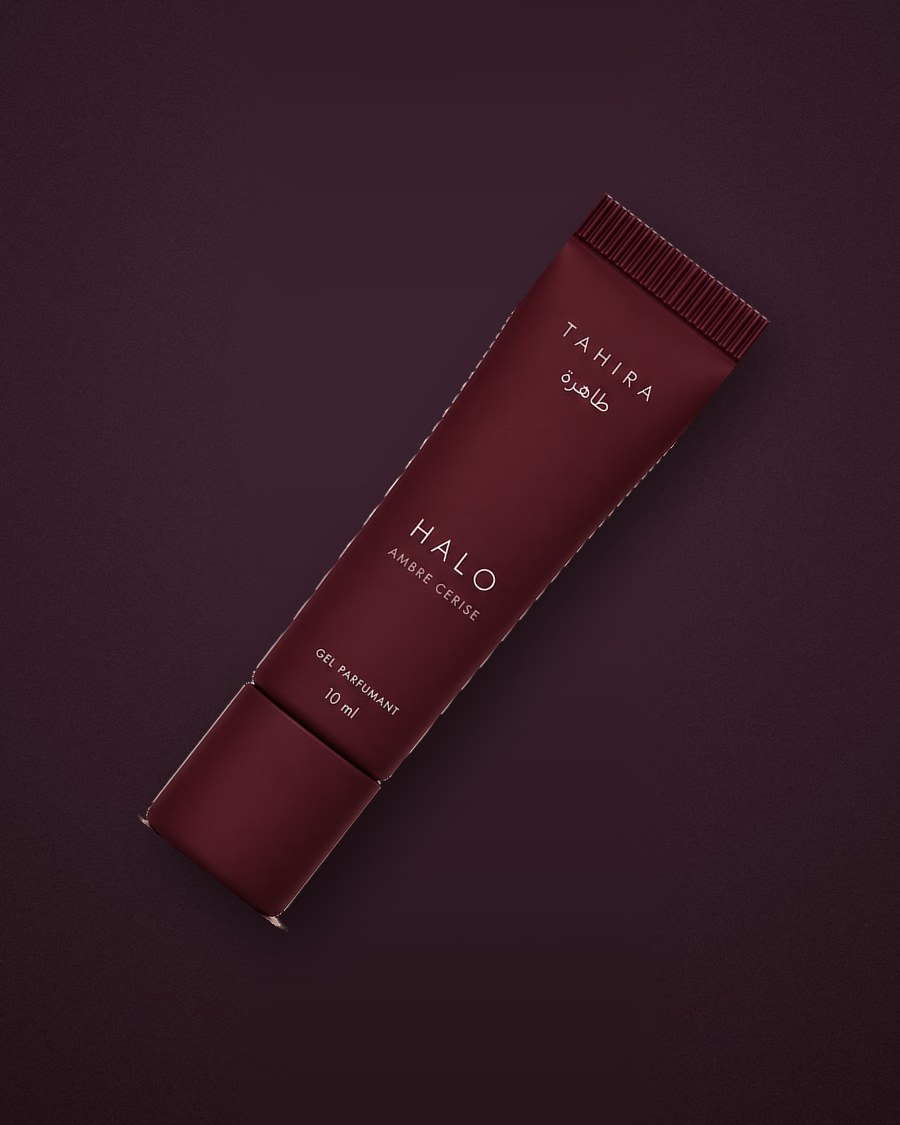 TAHIRA
طاهرة
HALO
AMBRE CERISE
GEL PARFUMANT
10 ml